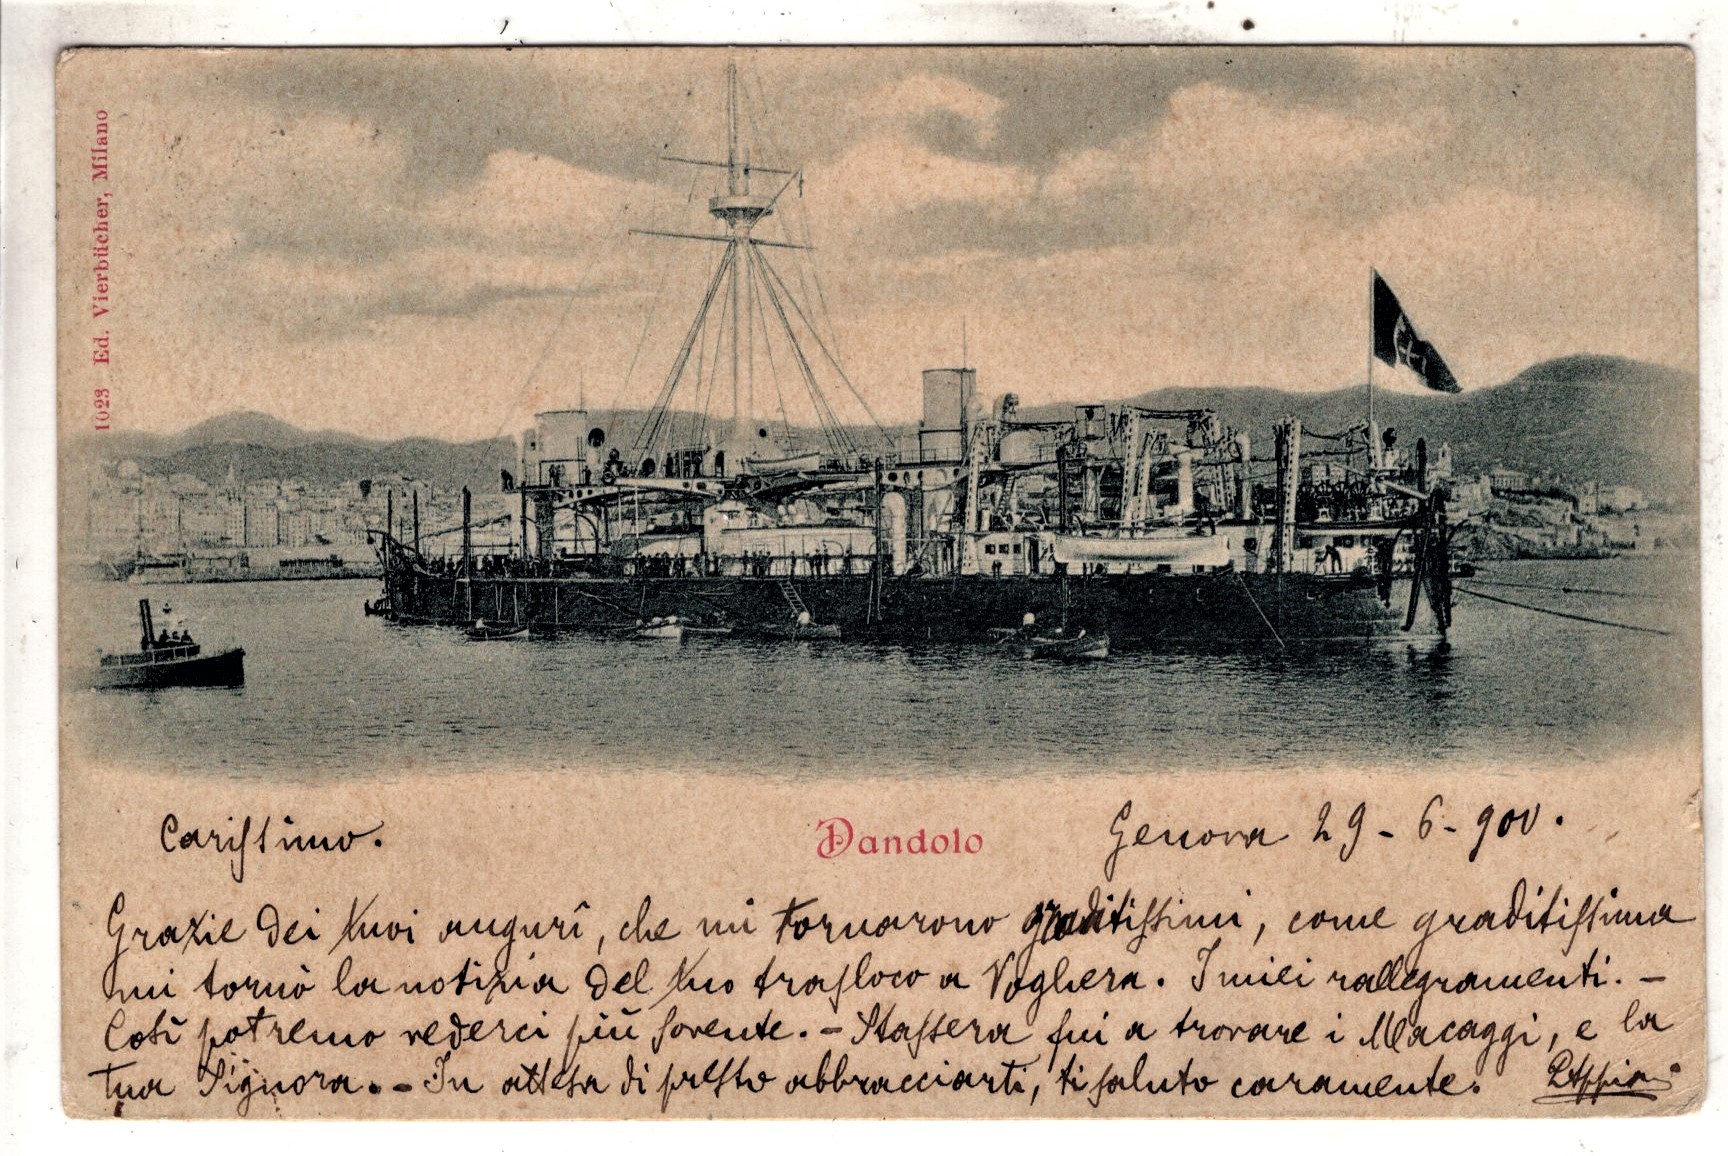 1023 Ed. Vierbücher, Milano
Carissimo.
Dandolo
Genova 29-6-900.
Grazie dei tuoi augurî, che mi tornarono graditissimi, come graditissima
mi tornò la notizia del tuo trasloco a Voghera. I miei rallegramenti. –
Così potremo vederci più sovente. – Stassera fui a trovare i Macaggi, e la
tua Signora. – In attesa di presto abbracciarti, ti saluto caramente.